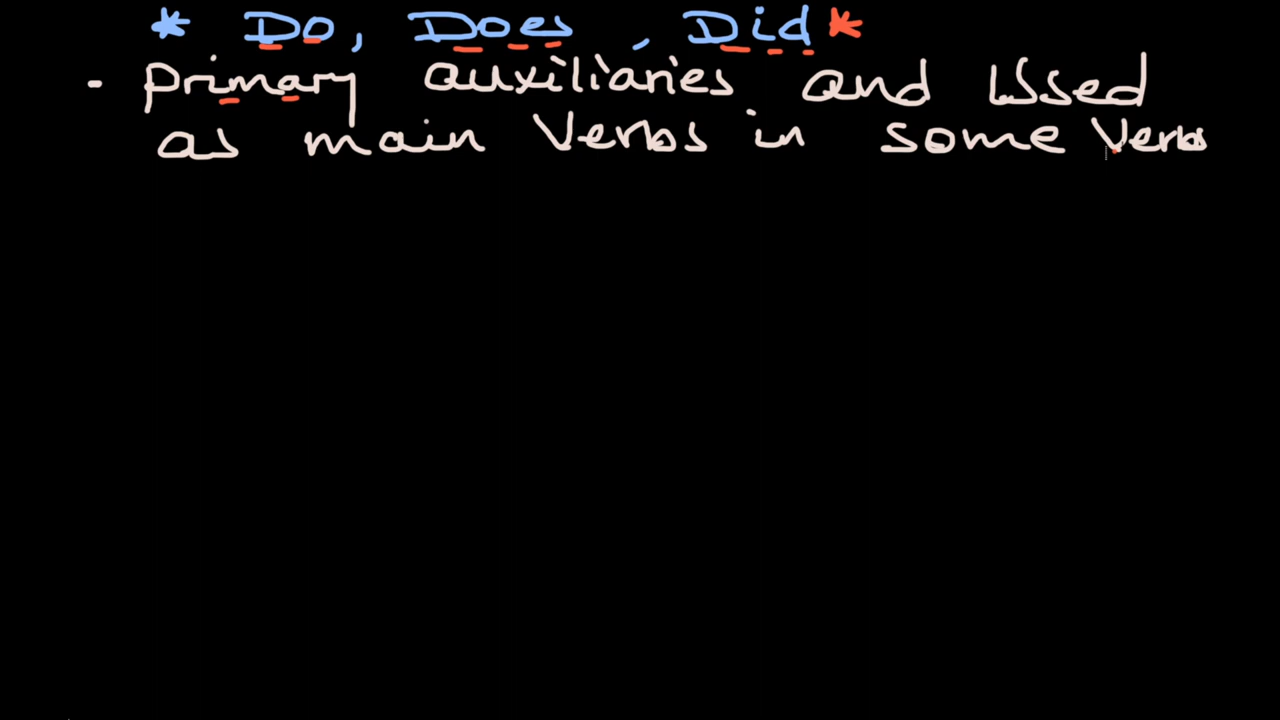 * Do, Does, Did*
- Primary auxiliaries and Used
as main Verbs in some Verbs